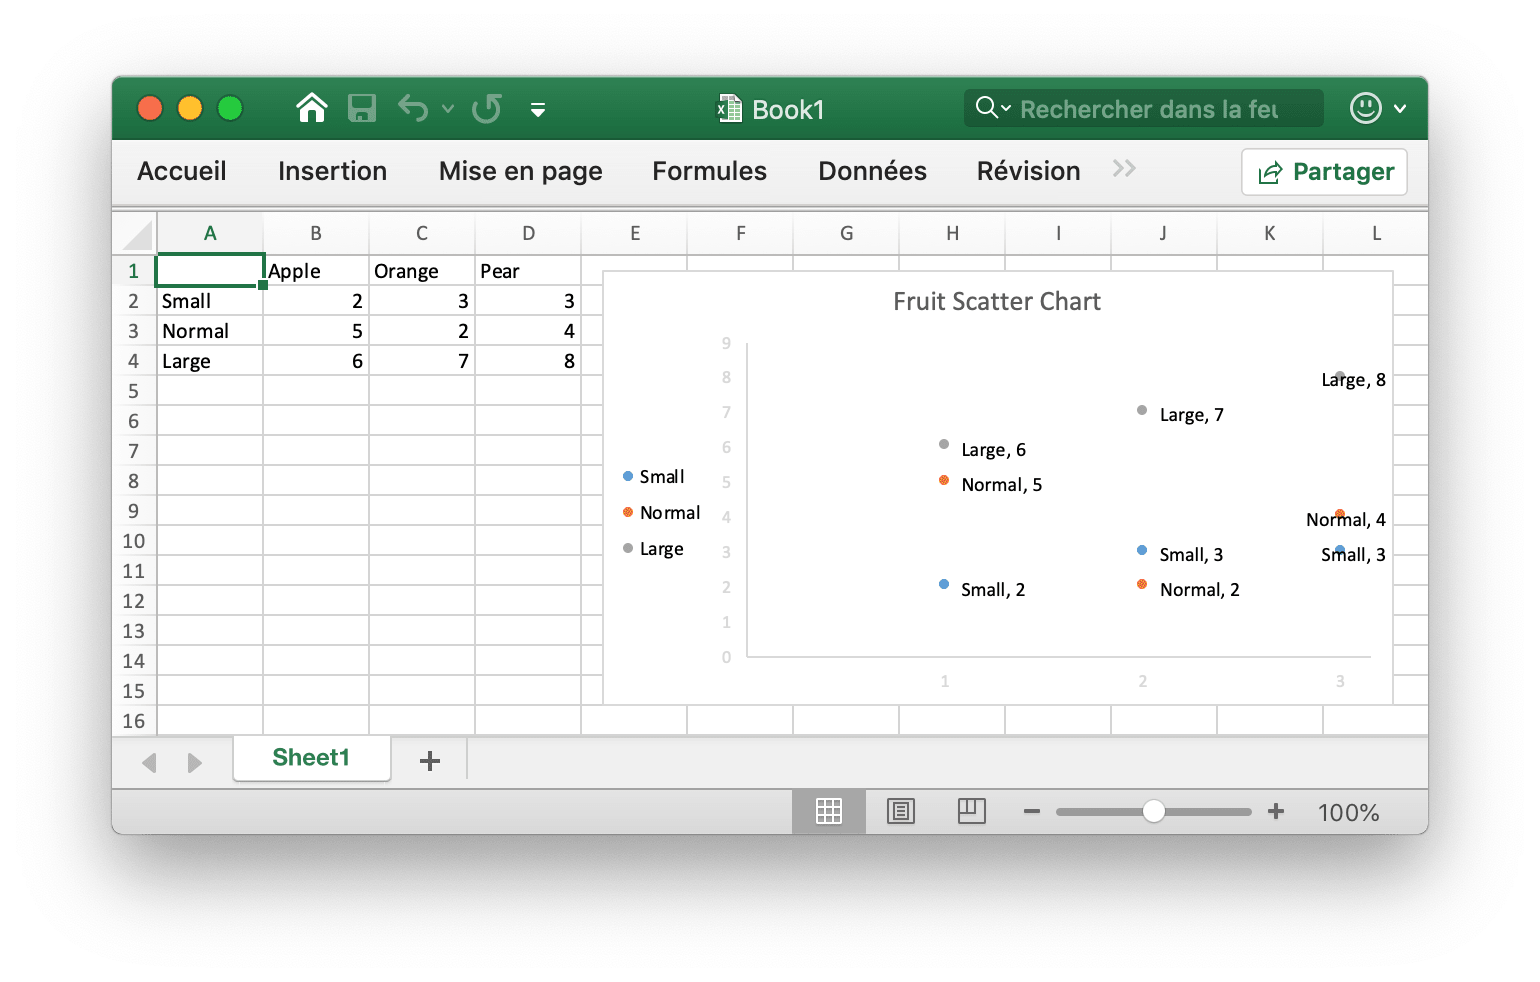 Book1
Rechercher dans la feu
Accueil Insertion Mise en page Formules Données Révision Partager
A B C D E F G H I J K L
1 Apple Orange Pear
2 Small 2 3 3
3 Normal 5 2 4
4 Large 6 7 8
5
6
7
8
9
10
11
12
13
14
15
16
Fruit Scatter Chart
9
8
7
6
5
4
3
2
1
0
1 2 3
Small
Normal
Large
Large, 8
Large, 7
Large, 6
Normal, 5
Normal, 4
Small, 3
Small, 3
Small, 2
Normal, 2
Sheet1
100%